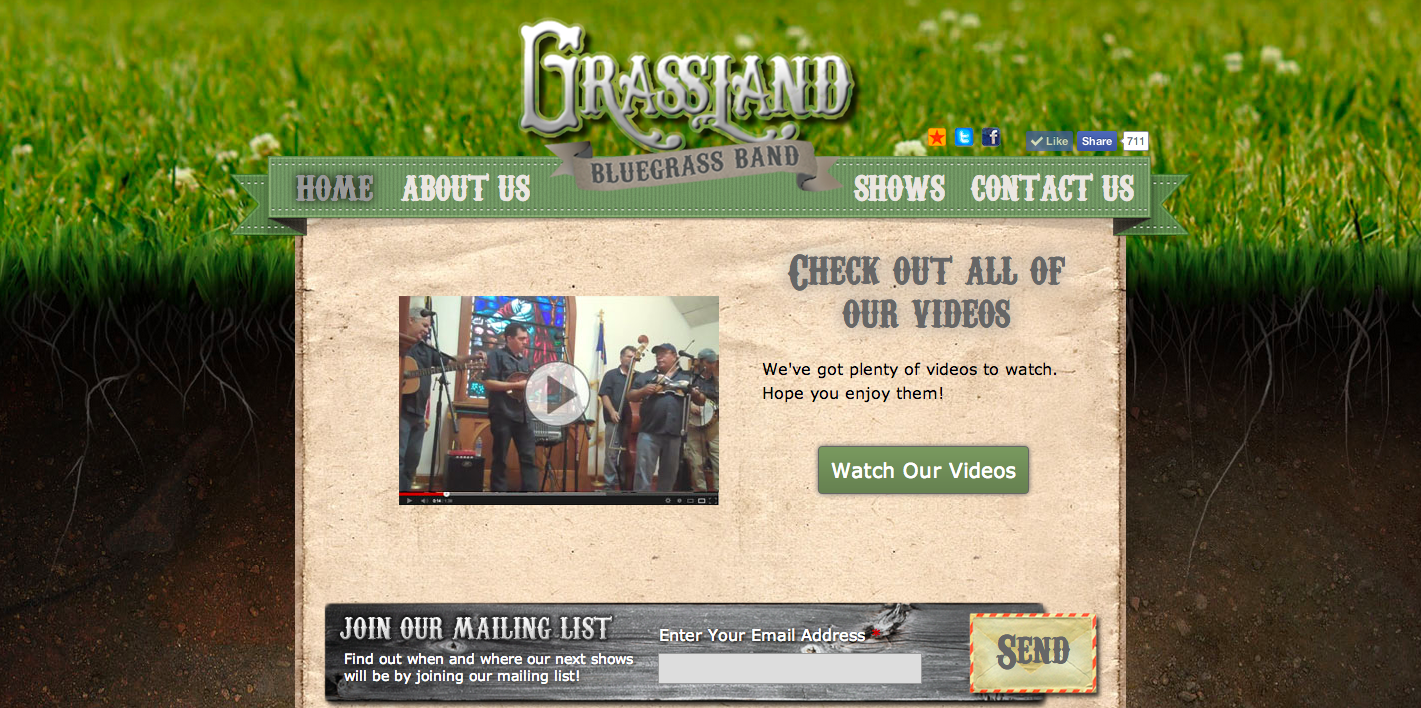 GRASSLAND
BLUEGRASS BAND
Like Share 711
HOME ABOUT US SHOWS CONTACT US
CHECK OUT ALL OF
OUR VIDEOS
We've got plenty of videos to watch.
Hope you enjoy them!
Watch Our Videos
JOIN OUR MAILING LIST
Find out when and where our next shows
will be by joining our mailing list!
Enter Your Email Address *
SEND